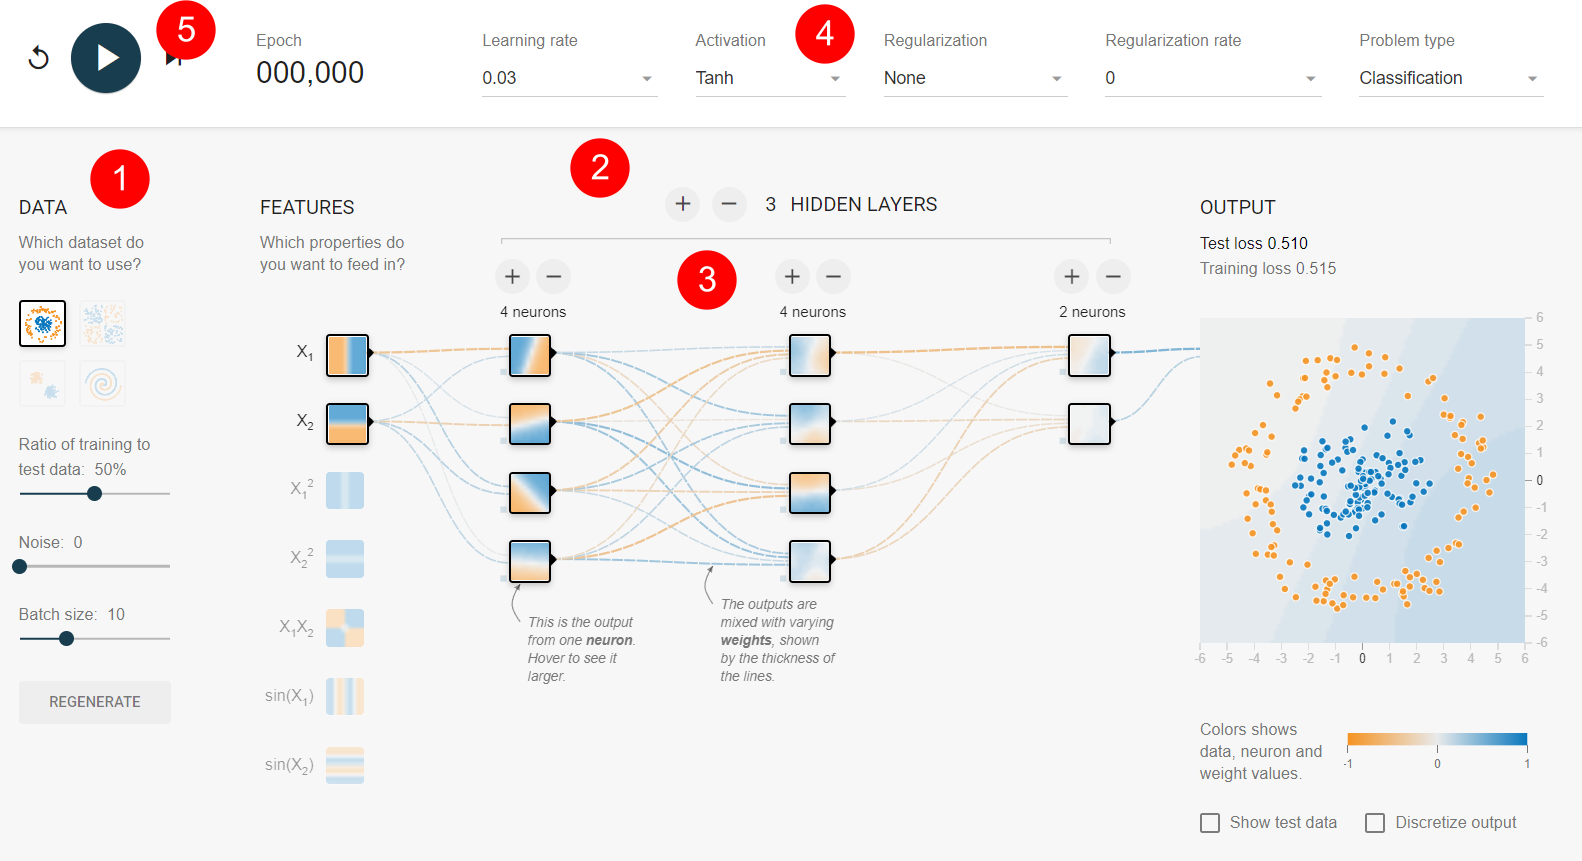 5
Epoch
000,000
Learning rate
0.03
Activation
Tanh
4
Regularization
None
Regularization rate
0
Problem type
Classification
1
DATA
Which dataset do
you want to use?
Ratio of training to
test data: 50%
Noise: 0
Batch size: 10
REGENERATE
FEATURES
Which properties do
you want to feed in?
X1
X2
X1²
X2²
X1X2
sin(X1)
sin(X2)
2
+ − 3 HIDDEN LAYERS
3
+ −
4 neurons
+ −
4 neurons
+ −
2 neurons
This is the output
from one neuron.
Hover to see it
larger.
The outputs are
mixed with varying
weights, shown
by the thickness of
the lines.
OUTPUT
Test loss 0.510
Training loss 0.515
6
5
4
3
2
1
0
-1
-2
-3
-4
-5
-6
-6 -5 -4 -3 -2 -1 0 1 2 3 4 5 6
Colors shows
data, neuron and
weight values.
-1 0 1
Show test data
Discretize output